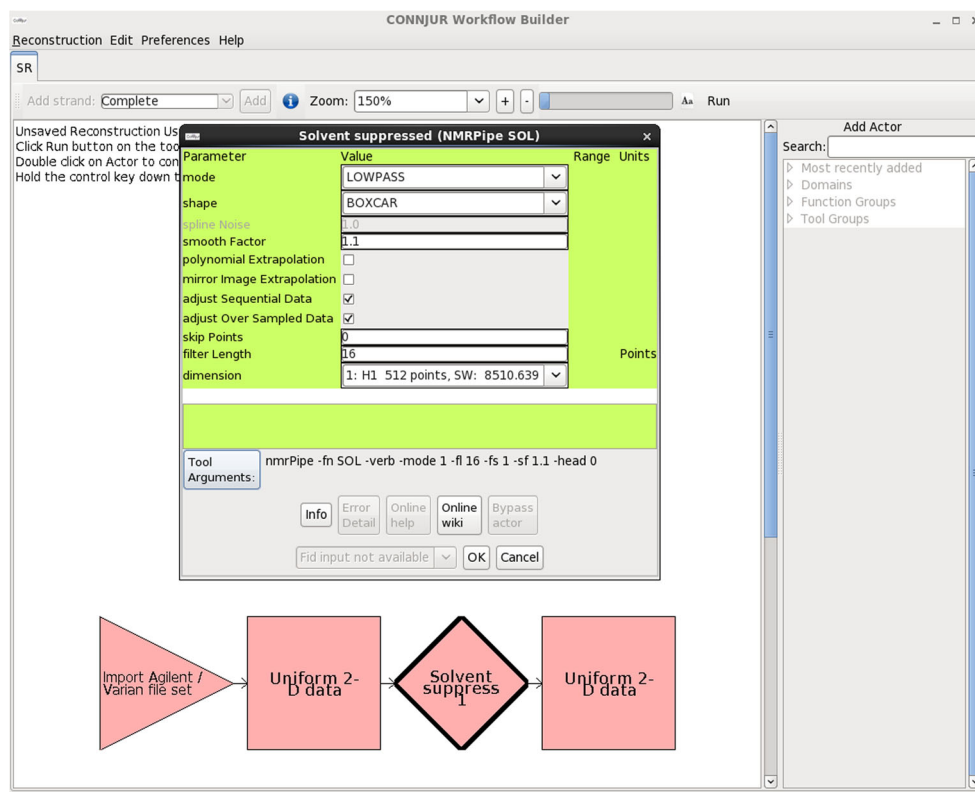 CONNJUR Workflow Builder
Reconstruction Edit Preferences Help
SR
Add strand: Complete Add Zoom: 150% + - Aa Run
Unsaved Reconstruction Us
Click Run button on the too
Double click on Actor to con
Hold the control key down t
Solvent suppressed (NMRPipe SOL)
Parameter Value Range Units
mode LOWPASS
shape BOXCAR
spline Noise 1.0
smooth Factor 1.1
polynomial Extrapolation
mirror Image Extrapolation
adjust Sequential Data
adjust Over Sampled Data
skip Points 0
filter Length 16 Points
dimension 1: H1 512 points, SW: 8510.639
Tool Arguments: nmrPipe -fn SOL -verb -mode 1 -fl 16 -fs 1 -sf 1.1 -head 0
Info Error Detail Online help Online wiki Bypass actor
Fid input not available OK Cancel
Add Actor
Search:
Most recently added
Domains
Function Groups
Tool Groups
Import Agilent /
Varian file set
Uniform 2-
D data
Solvent
suppress
1
Uniform 2-
D data